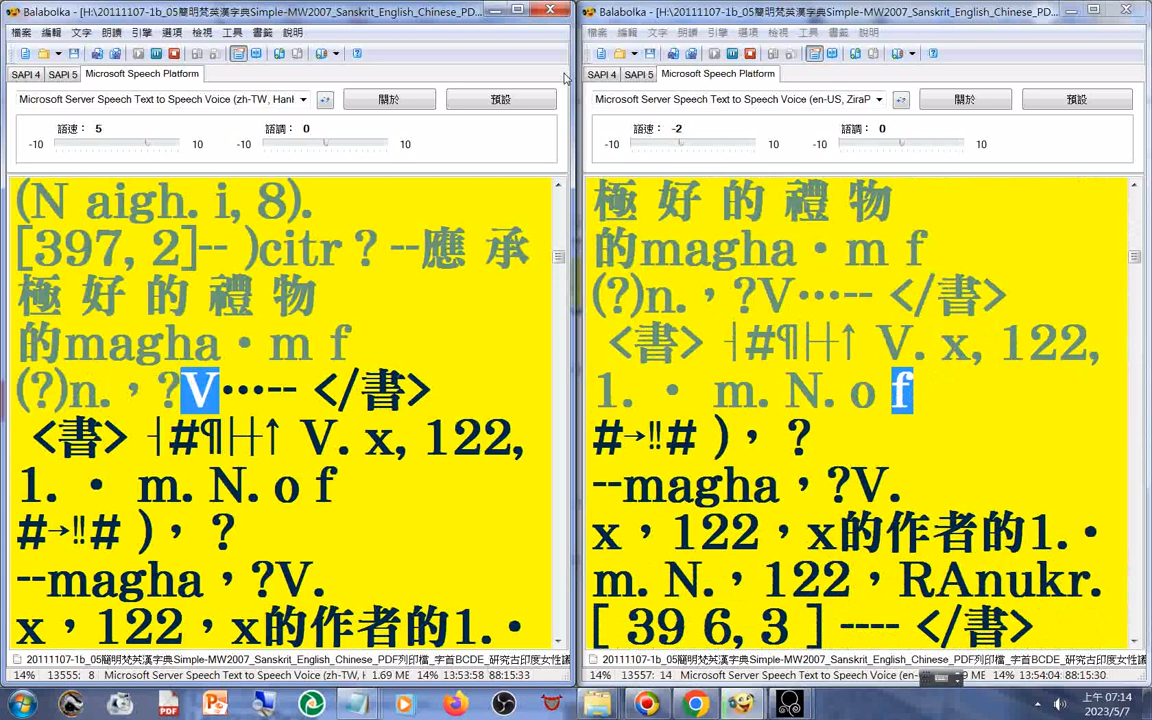 Balabolka - [H:\20111107-1b_05簡明梵英漢字典Simple-MW2007_Sanskrit_English_Chinese_PD...
檔案 編輯 文字 朗讀 引擎 選項 檢視 工具 書籤 說明
SAPI 4 SAPI 5 Microsoft Speech Platform
Microsoft Server Speech Text to Speech Voice (zh-TW, Hanl 關於 預設
語速： 5 語調： 0
-10 10 -10 10
(N aigh. i, 8).
[397, 2]-- )citr ? --應 承
極 好 的 禮 物
的magha・m f
(?)n.，?V…-- </書>
<書> ┤#¶├┼↑ V. x, 122,
1. ・ m. N. o f
#→‼# )， ?
--magha，?V.
x，122，x的作者的1.・
20111107-1b_05簡明梵英漢字典Simple-MW2007_Sanskrit_English_Chinese_PDF列印檔_字首BCDE_研究古印度女性議
14% 13555: 8 Microsoft Server Speech Text to Speech Voice (zh-TW, H 1.69 MB 14% 13:53:58 88:15:33
Balabolka - [H:\20111107-1b_05簡明梵英漢字典Simple-MW2007_Sanskrit_English_Chinese_PD...
檔案 編輯 文字 朗讀 引擎 選項 檢視 工具 書籤 說明
SAPI 4 SAPI 5 Microsoft Speech Platform
Microsoft Server Speech Text to Speech Voice (en-US, ZiraP 關於 預設
語速： -2 語調： 0
-10 10 -10 10
極 好 的 禮 物
的magha・m f
(?)n.，?V…-- </書>
<書> ┤#¶├┼↑ V. x, 122,
1. ・ m. N. o f
#→‼# )， ?
--magha，?V.
x，122，x的作者的1.・
m. N.，122，RAnukr.
[ 39 6, 3 ] ---- </書>
20111107-1b_05簡明梵英漢字典Simple-MW2007_Sanskrit_English_Chinese_PDF列印檔_字首BCDE_研究古印度女性議
14% 13557: 14 Microsoft Server Speech Text to Speech Voice (en-U 1.69 MB 14% 13:54:04 88:15:30
PDF
上午 07:14
2023/5/7